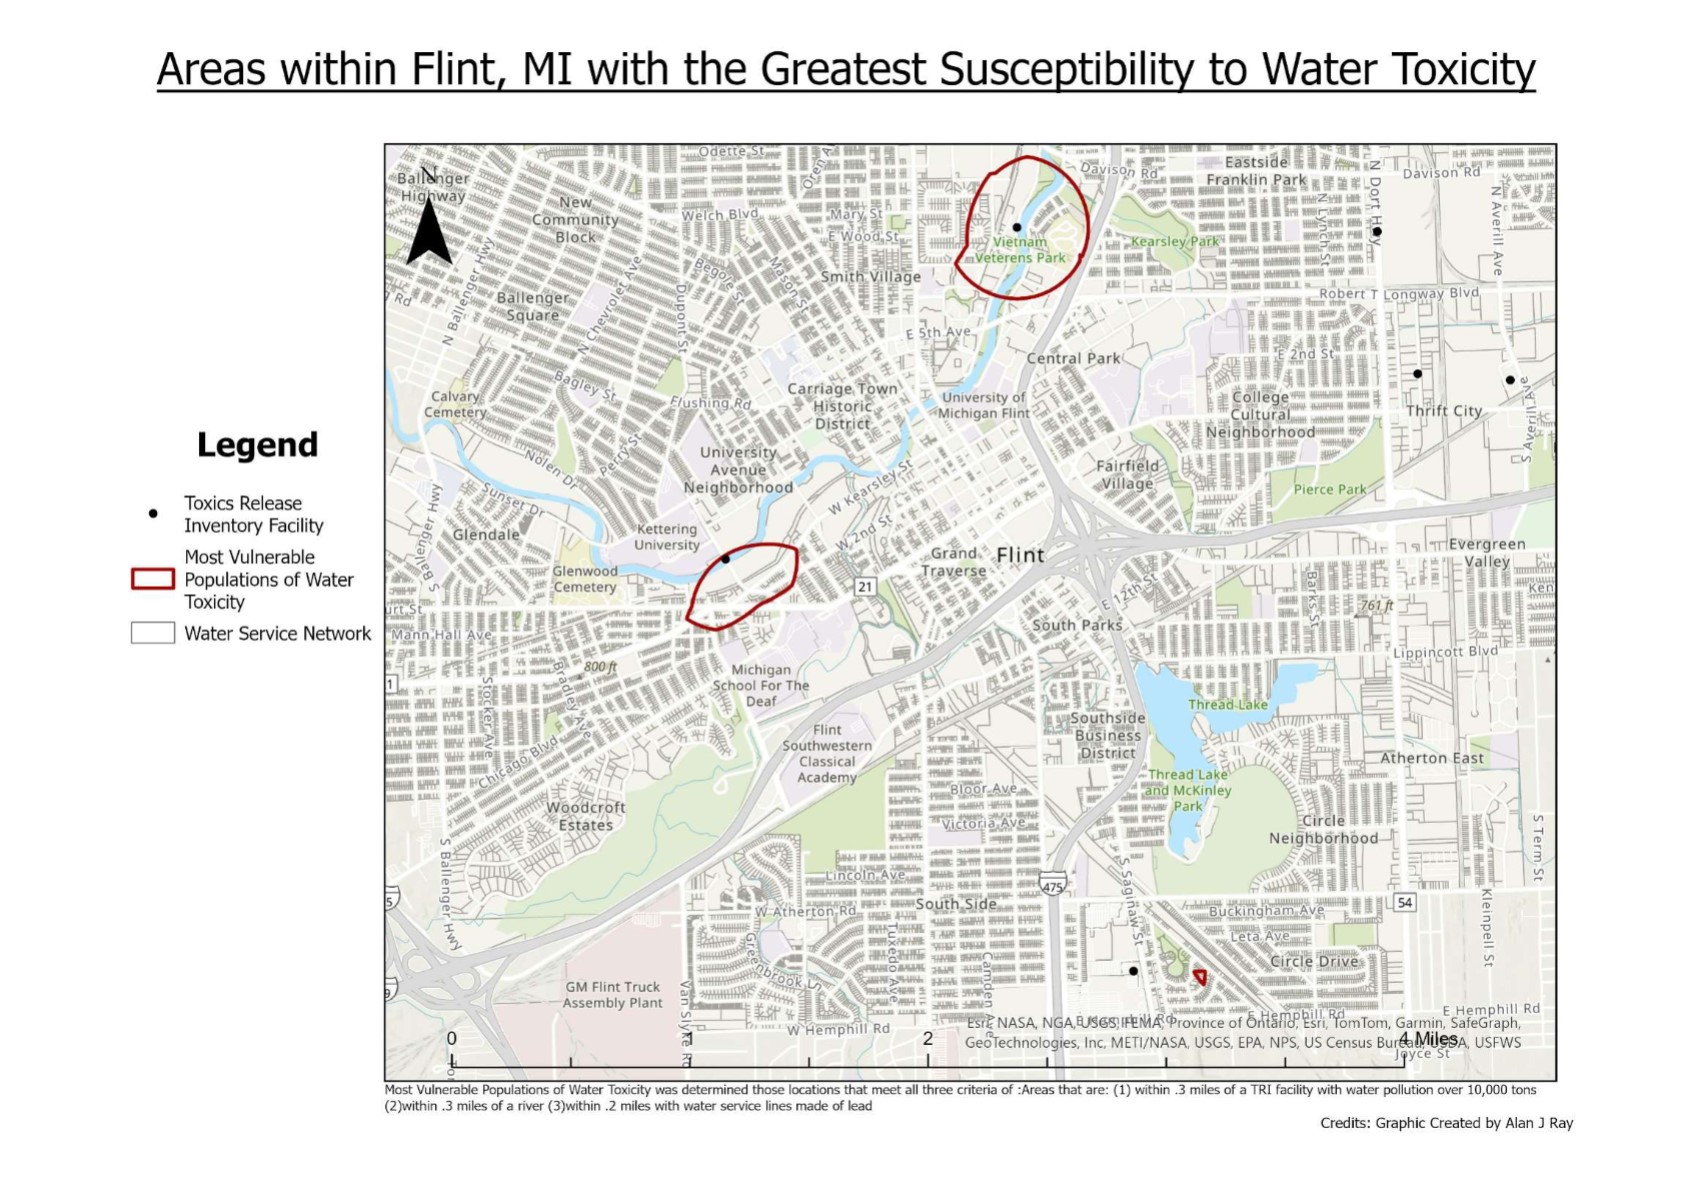 Areas within Flint, MI with the Greatest Susceptibility to Water Toxicity
Legend
Toxics Release
Inventory Facility
Most Vulnerable
Populations of Water
Toxicity
Water Service Network
N
Ballenger
Highway
Odette St
New
Community
Block
Welch Blvd
Mary St
E Wood St
Smith Village
Vietnam
Veterens Park
Davison Rd
Kearsley Park
Eastside
Franklin Park
N Dort Hwy
Davison Rd
N Averill Ave
N Lynch St
Robert T Longway Blvd
N Ballenger Hwy
Ballenger
Square
N Chevrolet Ave
Begore St
Mason St
Dupont St
E 5th Ave
Central Park
E 2nd St
Bagley St
Flushing Rd
Calvary
Cemetery
Carriage Town
Historic
District
University of
Michigan Flint
College
Cultural
Neighborhood
Thrift City
S Averill Ave
Nolen Dr
Perry St
University
Avenue
Neighborhood
Fairfield
Village
Pierce Park
Sunset Dr
W Kearsley St
W 2nd St
Glendale
S Ballenger Hwy
Kettering
University
Glenwood
Cemetery
Grand
Traverse
Flint
Evergreen
Valley
21
E 12th St
Barks St
761 ft
Ken
urt St
Mann Hall Ave
South Parks
Lippincott Blvd
800 ft
Bradley Ave
Stocker Ave
1
Michigan
School For The
Deaf
Thread Lake
Chicago Blvd
Flint
Southwestern
Classical
Academy
Southside
Business
District
Atherton East
Thread Lake
and McKinley
Park
Bloor Ave
Victoria Ave
Woodcroft
Estates
Circle
Neighborhood
S Term St
S Ballenger Hwy
Lincoln Ave
475
S Saginaw St
South Side
W Atherton Rd
54
Buckingham Ave
Leta Ave
Circle Drive
Kleinpell St
Greenbrook Ln
Tuxedo Ave
Camden Ave
GM Flint Truck
Assembly Plant
Van Slyke Rd
W Hemphill Rd
E Hemphill Rd
E Hemphill Rd
E Hemphill Rd
Joyce St
Esri, NASA, NGA, USGS, FEMA, Province of Ontario, Esri, TomTom, Garmin, SafeGraph,
GeoTechnologies, Inc, METI/NASA, USGS, EPA, NPS, US Census Bureau, USDA, USFWS
0 1 2 4 Miles
Most Vulnerable Populations of Water Toxicity was determined those locations that meet all three criteria of :Areas that are: (1) within .3 miles of a TRI facility with water pollution over 10,000 tons
(2)within .3 miles of a river (3)within .2 miles with water service lines made of lead
Credits: Graphic Created by Alan J Ray